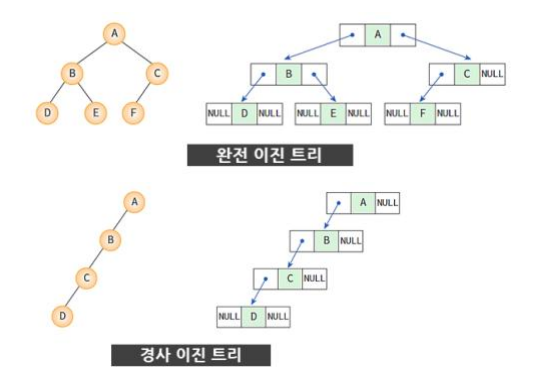 A
A
B
C
B
C NULL
D
E
F
NULL D NULL
NULL E NULL
NULL F NULL
완전 이진 트리
A
A NULL
B
B NULL
C
C NULL
D
NULL D NULL
경사 이진 트리